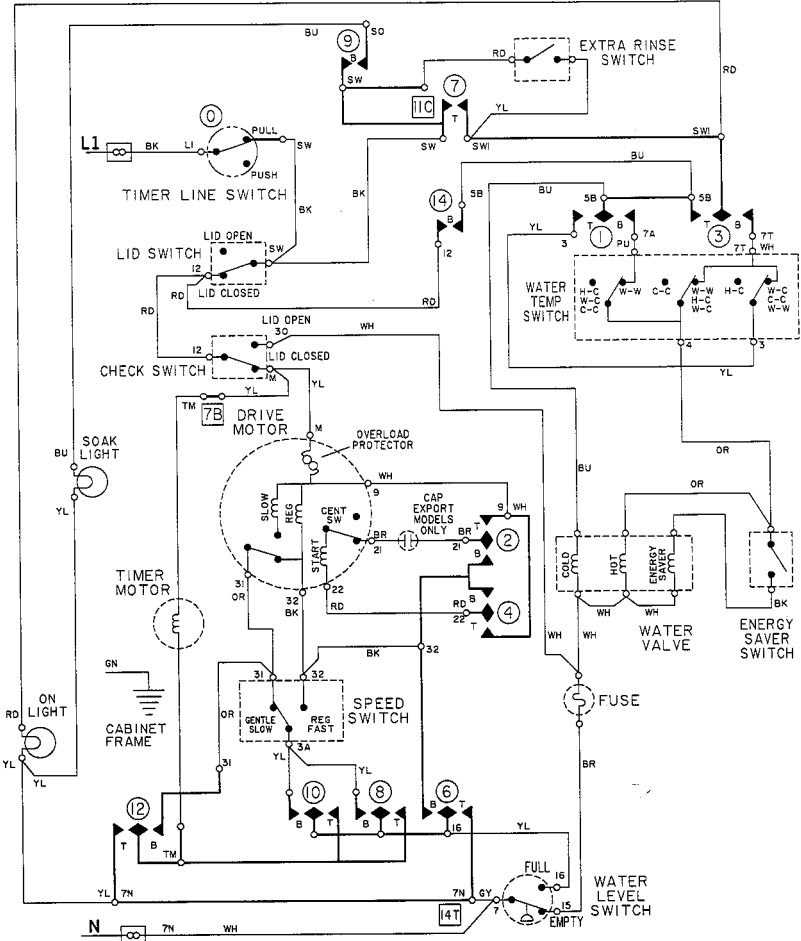 BU
SO
9
B
SW
RD
EXTRA RINSE
SWITCH
RD
11C
7
T
YL
SW
SW1
SW1
0
PULL
L1
BK
L1
SW
PUSH
TIMER LINE SWITCH
BK
BK
BU
14
B
5B
BU
5B
5B
12
YL
3
T
B
7A
1
PU
T
B
3
7T
7T
WH
LID OPEN
LID SWITCH
SW
12
LID CLOSED
RD
RD
RD
WATER
TEMP
SWITCH
H-C
W-C
C-C
W-W
C-C
W-W
H-C
W-C
H-C
W-C
C-C
W-W
4
3
YL
LID OPEN
30
WH
12
LID CLOSED
CHECK SWITCH
M
YL
YL
TM
7B
DRIVE
MOTOR
M
OVERLOAD
PROTECTOR
SOAK
LIGHT
BU
YL
SLOW
REG
CENT
SW
START
WH
9
CAP
EXPORT
MODELS
ONLY
9
WH
T
BR
21
BR
21
2
B
B
RD
22
RD
22
4
T
31
OR
32
BK
BU
OR
OR
COLD
HOT
ENERGY
SAVER
WH
WH
WH
WH
BK
WATER
VALVE
ENERGY
SAVER
SWITCH
TIMER
MOTOR
GN
CABINET
FRAME
ON
LIGHT
RD
YL
YL
BK
32
31
32
OR
GENTLE
SLOW
REG
FAST
SPEED
SWITCH
3A
YL
YL
31
FUSE
BR
12
T
B
TM
10
B
T
8
B
T
6
B
T
16
YL
FULL
16
WATER
LEVEL
SWITCH
YL
7N
7N
GY
7
14T
15
EMPTY
N
7N
WH